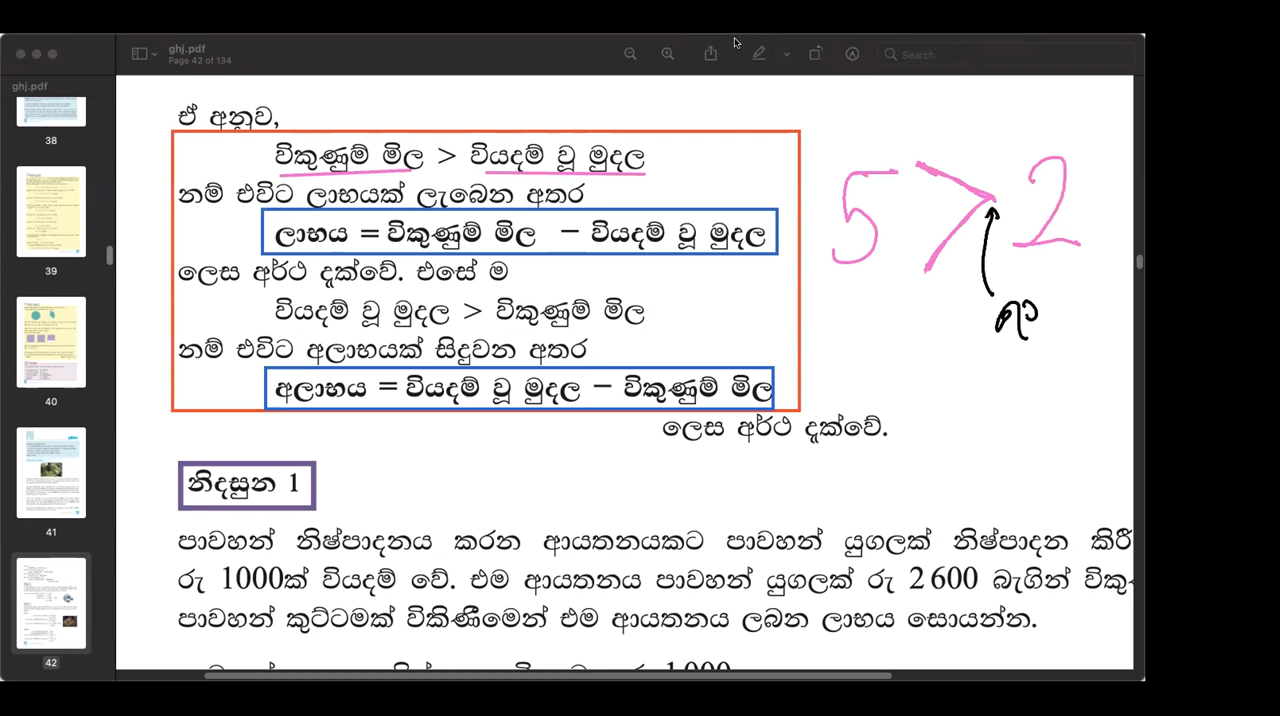 ghj.pdf
Page 42 of 134
Search
ghj.pdf
38
39
40
41
42
ඒ අනුව,
විකුණුම් මිල > වියදම් වූ මුදල
නම් එවිට ලාභයක් ලැබෙන අතර
ලාභය = විකුණුම් මිල − වියදම් වූ මුදල
ලෙස අර්ථ දැක්වේ. එසේ ම
වියදම් වූ මුදල > විකුණුම් මිල
නම් එවිට අලාභයක් සිදුවන අතර
අලාභය = වියදම් වූ මුදල − විකුණුම් මිල
ලෙස අර්ථ දැක්වේ.
5 > 2
නිදසුන 1
පාවහන් නිෂ්පාදනය කරන ආයතනයකට පාවහන් යුගලක් නිෂ්පාදන කිරී
රු 1000ක් වියදම් වේ. මෙම ආයතනය පාවහන් යුගලක් රු 2600 බැගින් විකු
පාවහන් කුට්ටමක් විකිණමෙන් එම ආයතනය ලබන ලාභය සොයන්න.